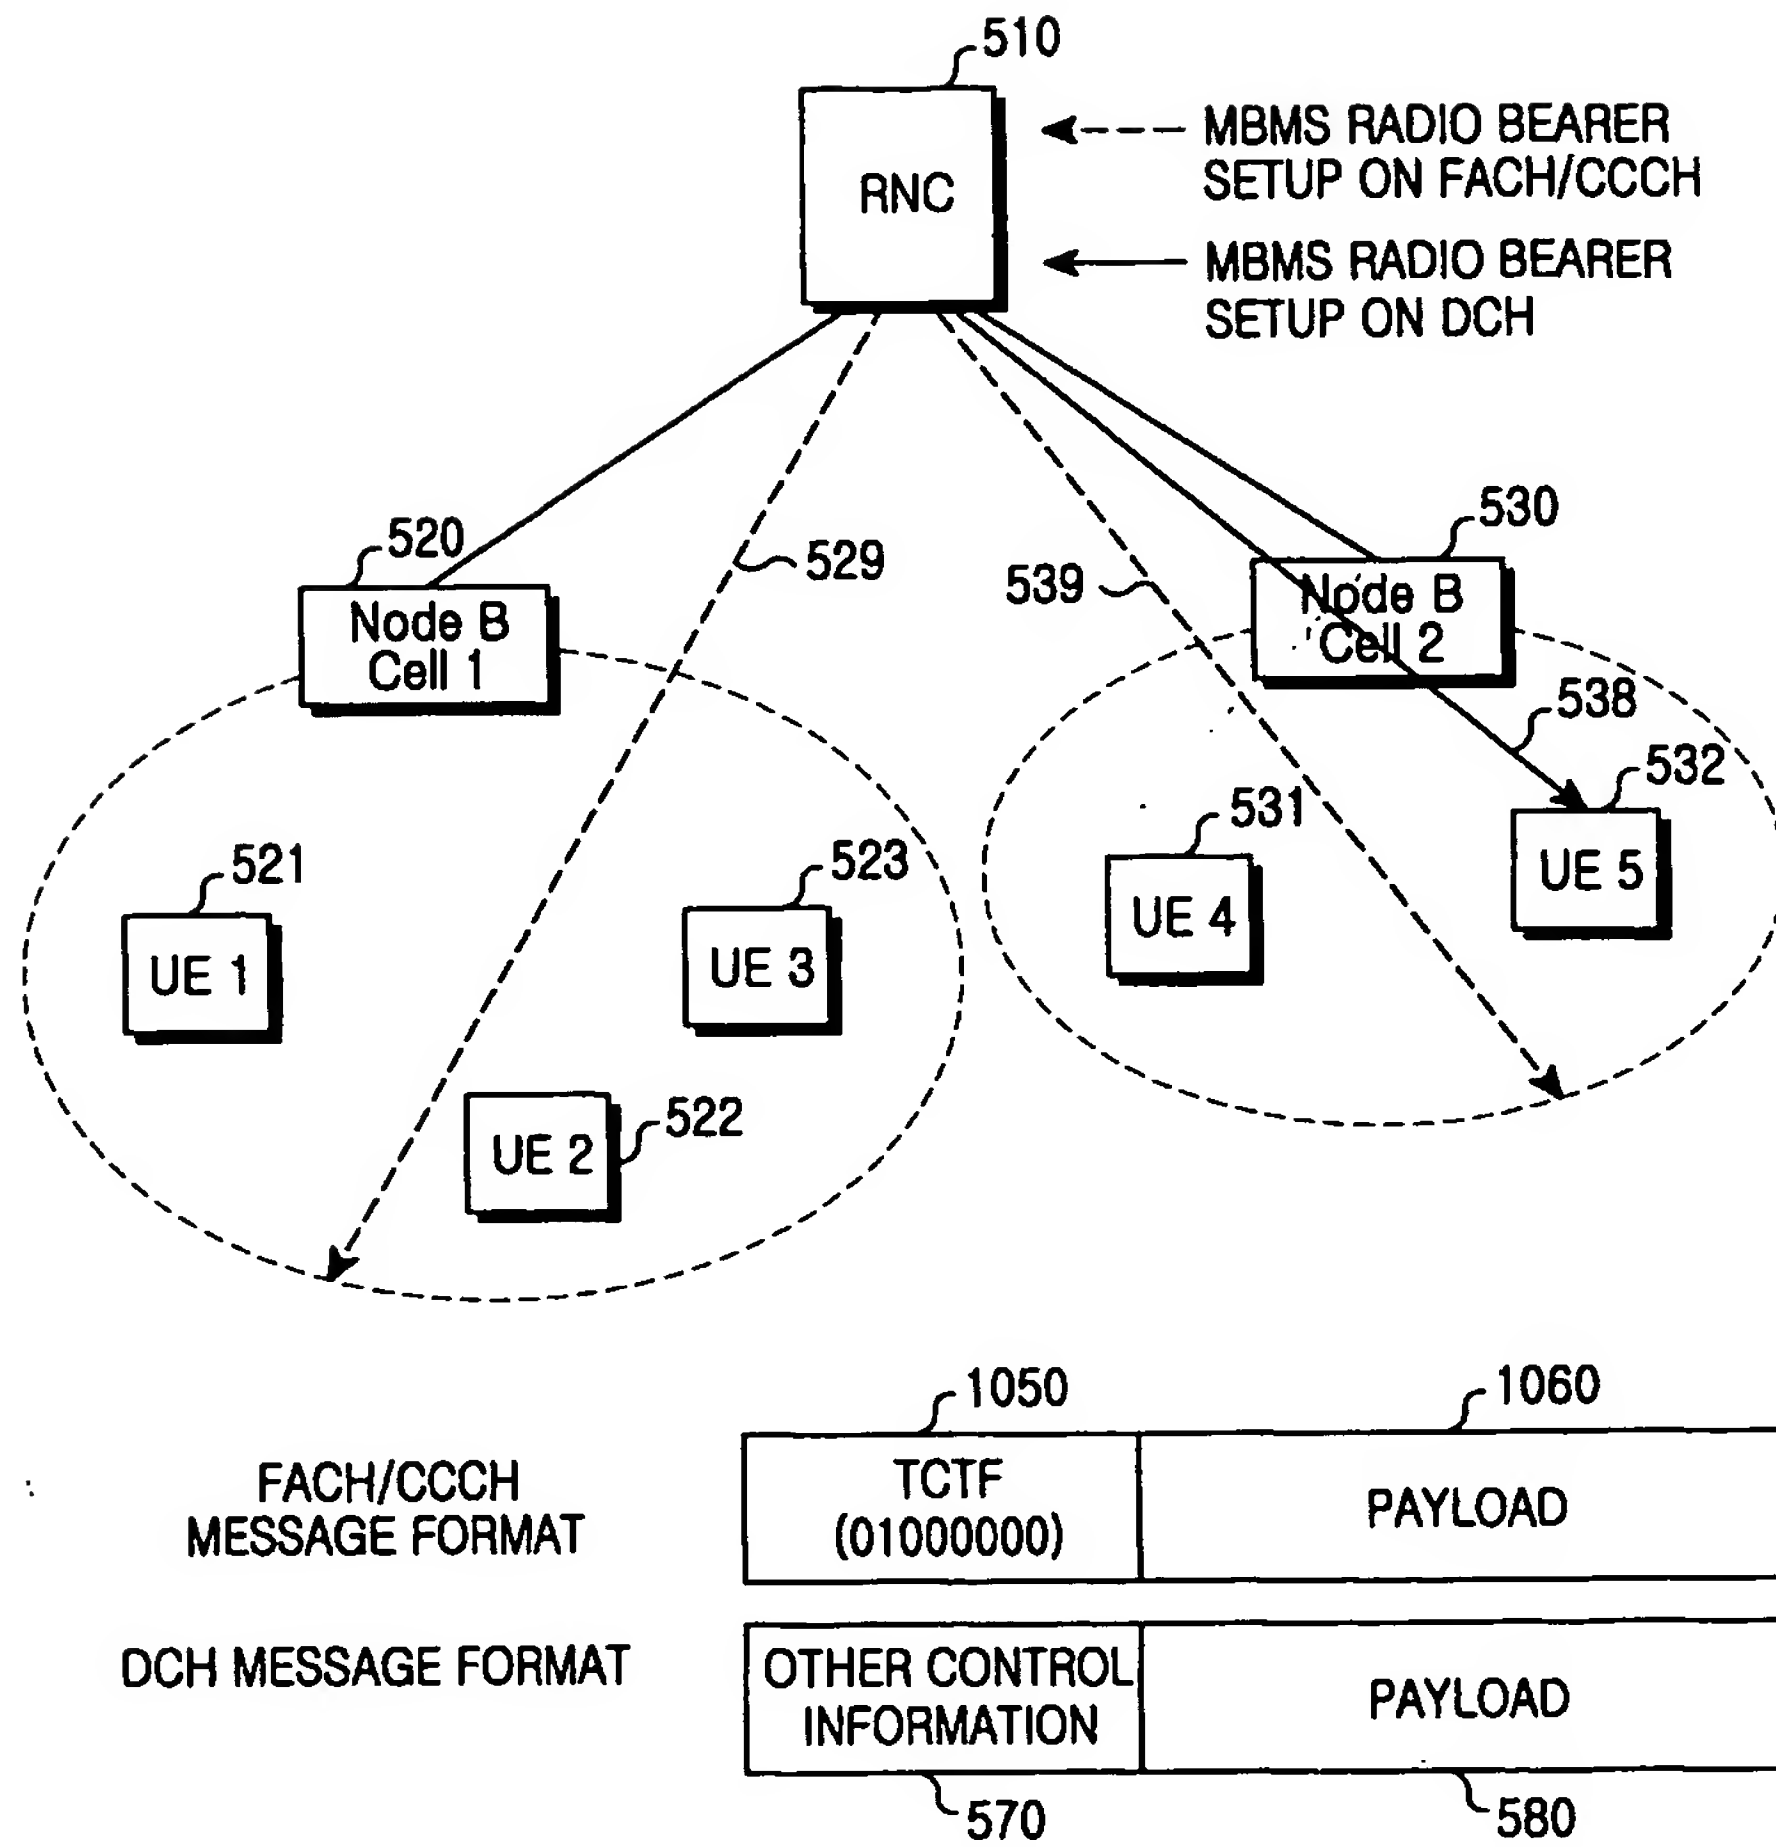 510
RNC
MBMS RADIO BEARER
SETUP ON FACH/CCCH
MBMS RADIO BEARER
SETUP ON DCH
520
Node B
Cell 1
529
539
530
Node B
Cell 2
538
532
UE 5
531
UE 4
521
UE 1
523
UE 3
522
UE 2
1050
1060
FACH/CCCH
MESSAGE FORMAT
TCTF
(01000000)
PAYLOAD
DCH MESSAGE FORMAT
OTHER CONTROL
INFORMATION
PAYLOAD
570
580